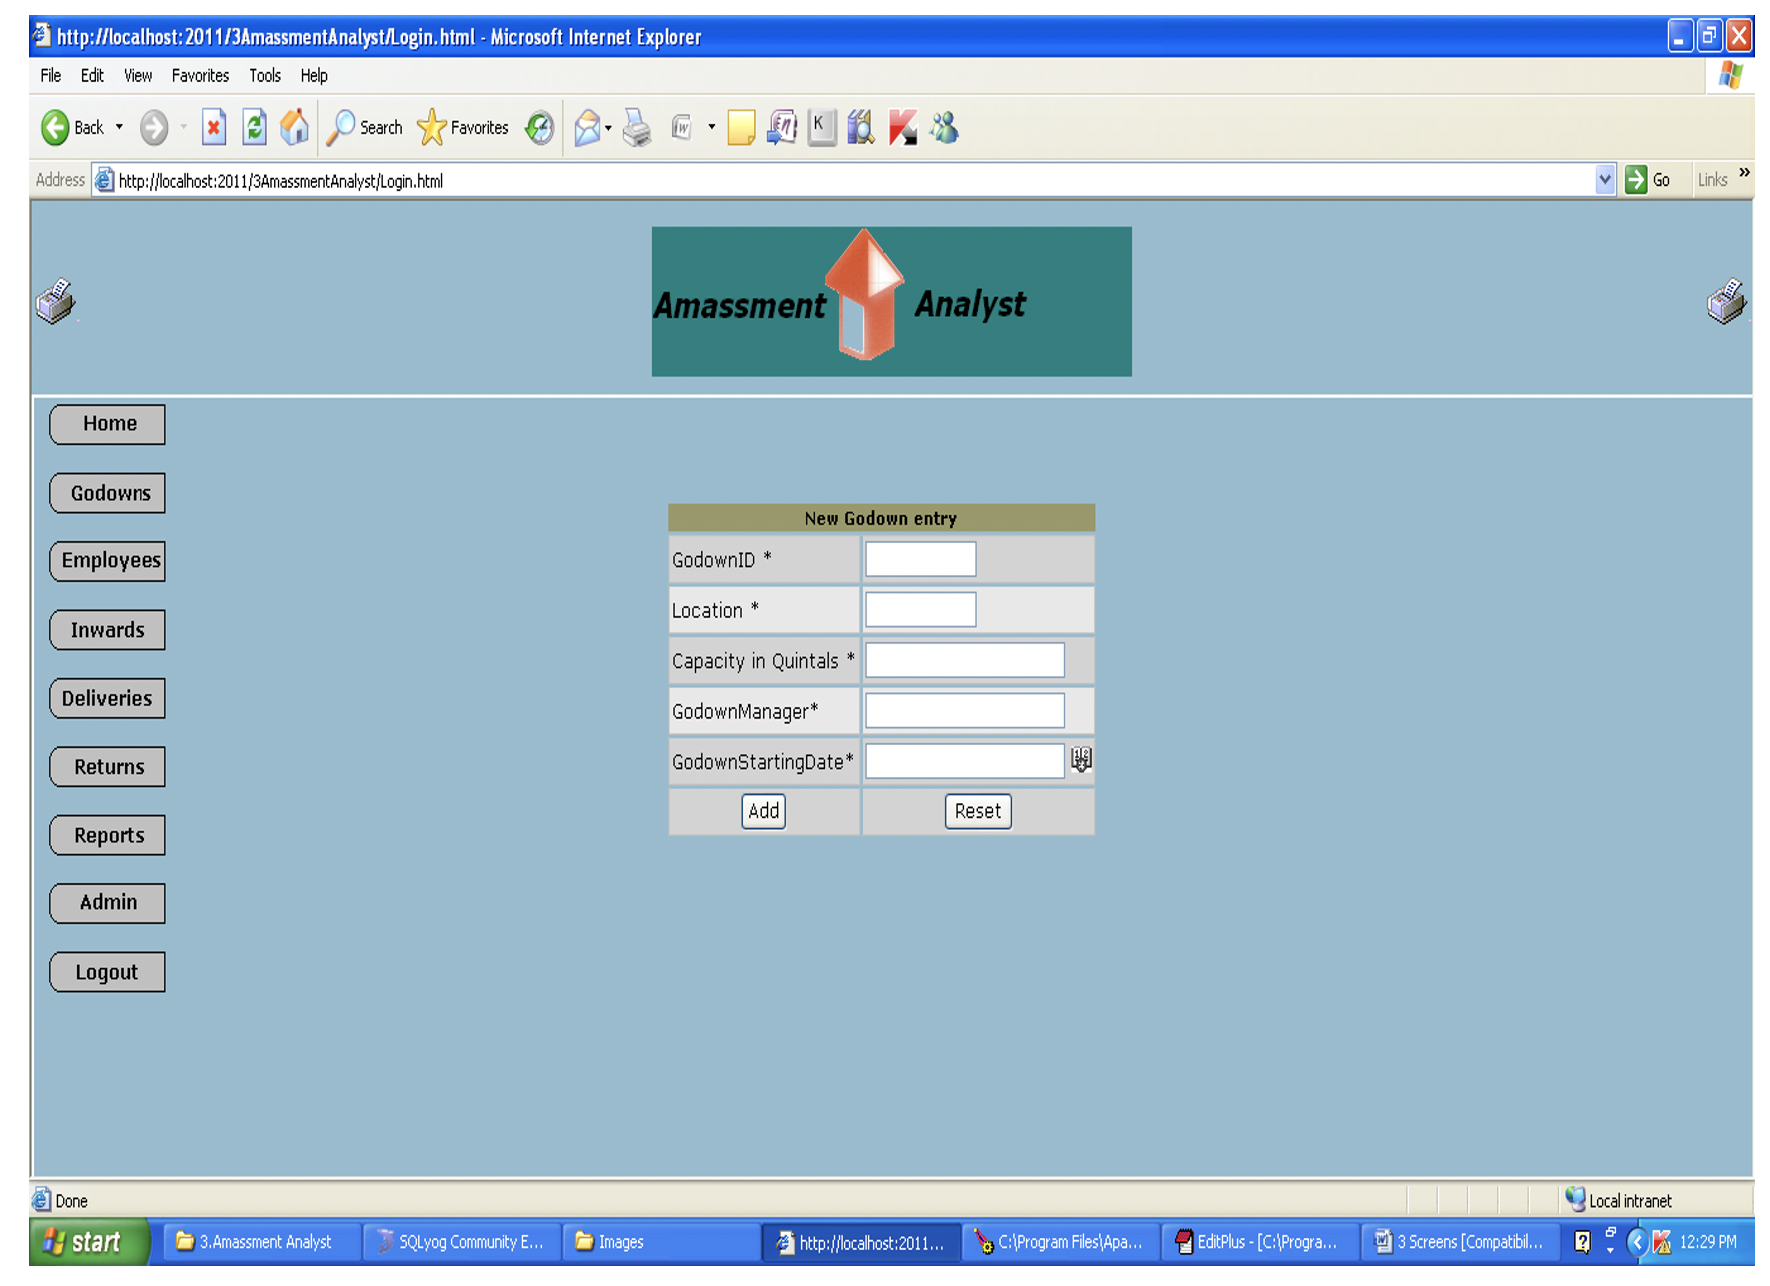 http://localhost:2011/3AmassmentAnalyst/Login.html - Microsoft Internet Explorer
File Edit View Favorites Tools Help
Back Search Favorites
Address http://localhost:2011/3AmassmentAnalyst/Login.html Go Links »
Amassment Analyst
Home
Godowns
Employees
Inwards
Deliveries
Returns
Reports
Admin
Logout
New Godown entry
GodownID *
Location *
Capacity in Quintals *
GodownManager*
GodownStartingDate*
Add Reset
Done Local intranet
start 3.Amassment Analyst SQLyog Community E... Images http://localhost:2011... C:\Program Files\Apa... EditPlus - [C:\Progra... 3 Screens [Compatibil... 12:29 PM